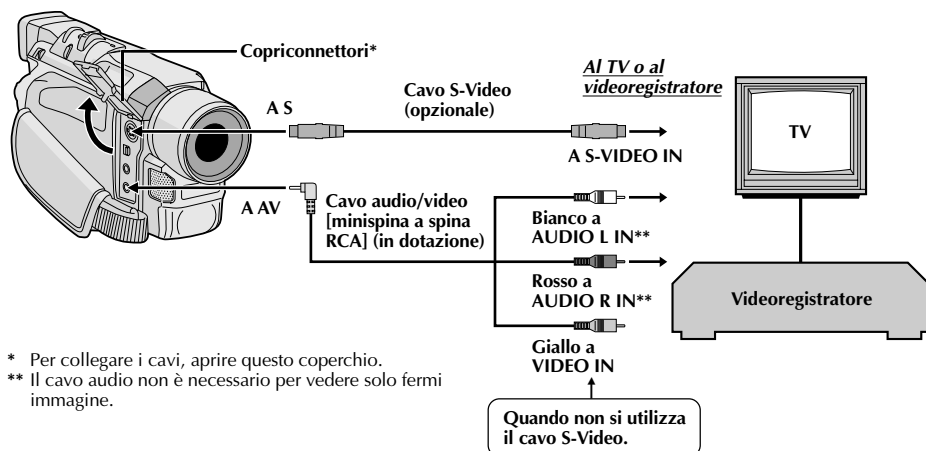 Copriconnettori*
Al TV o al
videoregistratore
Cavo S-Video
(opzionale)
A S
A S-VIDEO IN
TV
A AV
Cavo audio/video
[minispina a spina
RCA] (in dotazione)
Bianco a
AUDIO L IN**
Rosso a
AUDIO R IN**
Videoregistratore
Giallo a
VIDEO IN
* Per collegare i cavi, aprire questo coperchio.
** Il cavo audio non è necessario per vedere solo fermi
immagine.
Quando non si utilizza
il cavo S-Video.